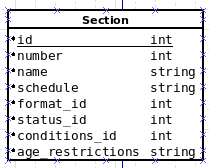 Section
*id int
*number int
*name string
*schedule string
*format_id int
*status_id int
*conditions_id int
*age_restrictions string